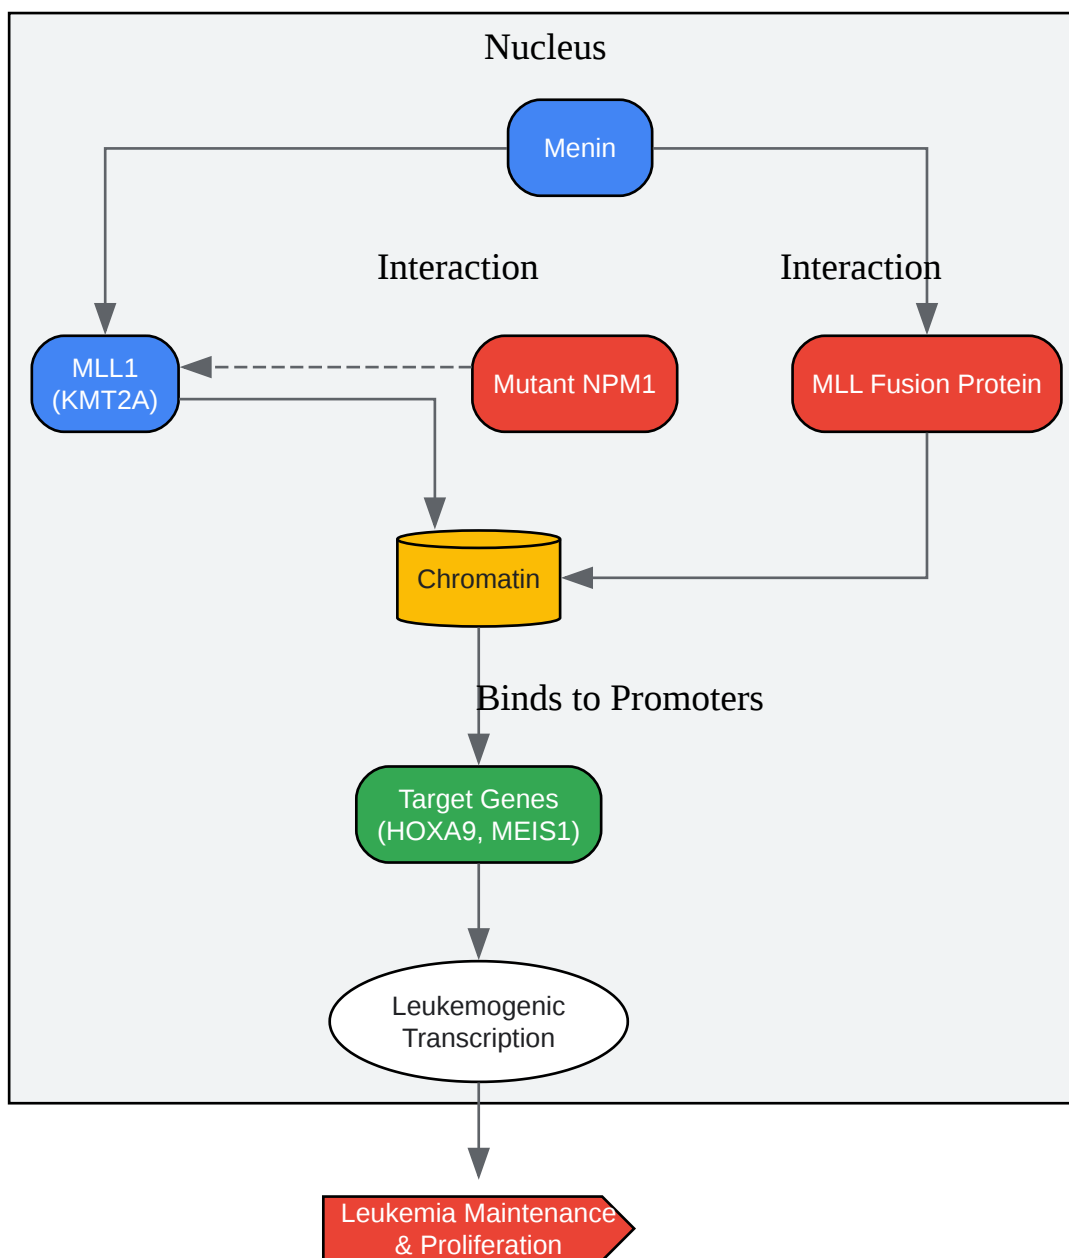 Nucleus
Menin
Interaction
Interaction
MLL1
(KMT2A)
Mutant NPM1
MLL Fusion Protein
Chromatin
Binds to Promoters
Target Genes
(HOXA9, MEIS1)
Leukemogenic
Transcription
Leukemia Maintenance
& Proliferation